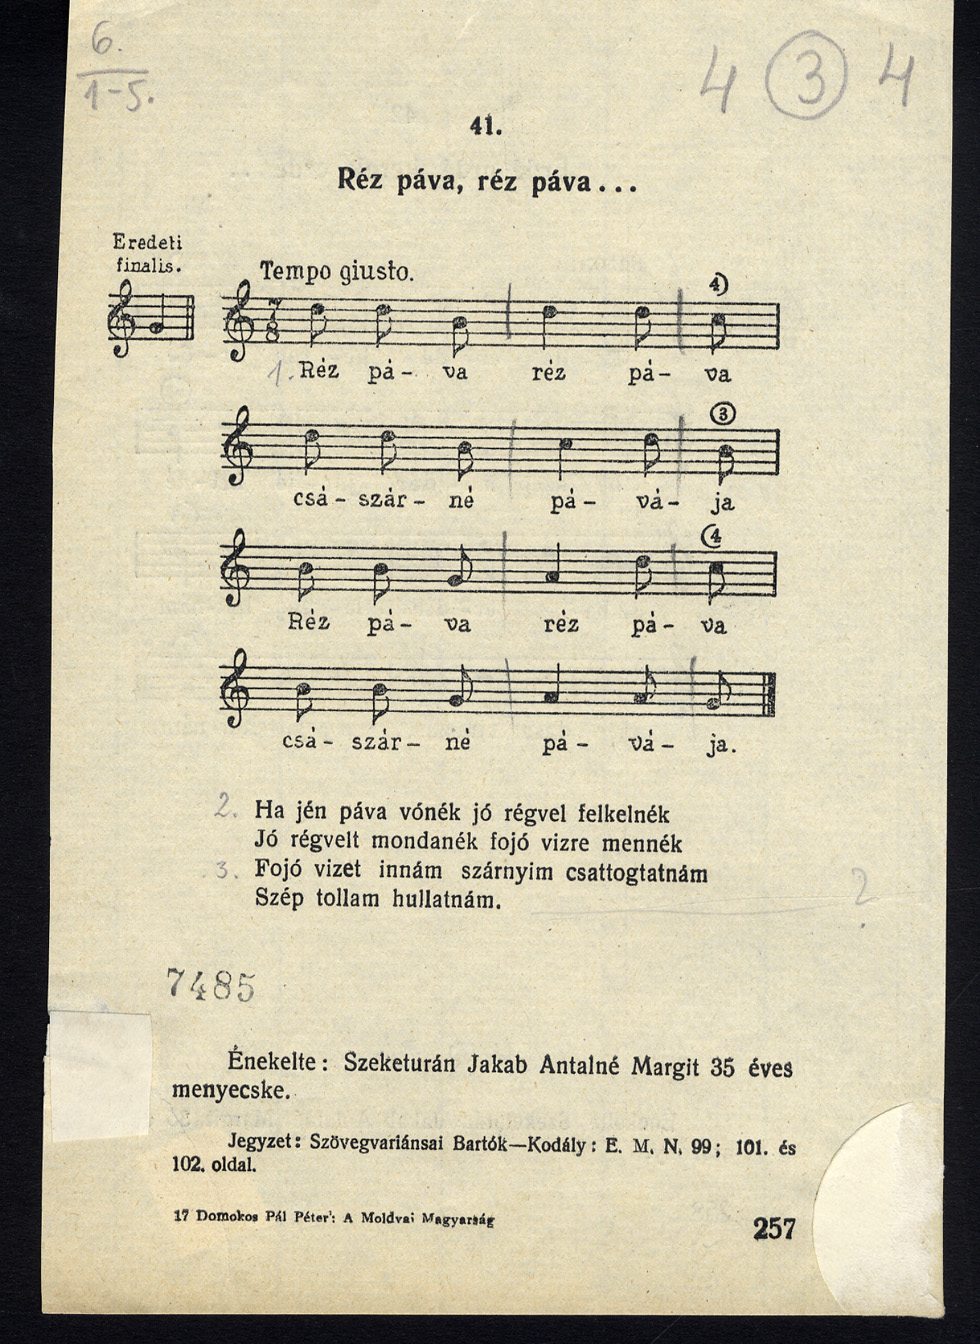 6.
1-5.
4 3 4
41.
Réz páva, réz páva...
Eredeti
finalis.
Tempo giusto.
4)
7
8
1. Réz pá- va réz pá- va
3
csá- szár- né pá- vá- ja
4
Réz pá- va réz pá- va
csá- szár- né pá- vá- ja.
2. Ha jén páva vónék jó régvel felkelnék
Jó régvelt mondanék fojó vizre mennék
3. Fojó vizet innám szárnyim csattogtatnám
Szép tollam hullatnám. ?
7485
Énekelte: Szeketurán Jakab Antalné Margit 35 éves
menyecske.
Jegyzet: Szövegvariánsai Bartók—Kodály: E. M. N. 99; 101. és
102. oldal.
17 Domokos Pál Péter: A Moldvai Magyarság
257